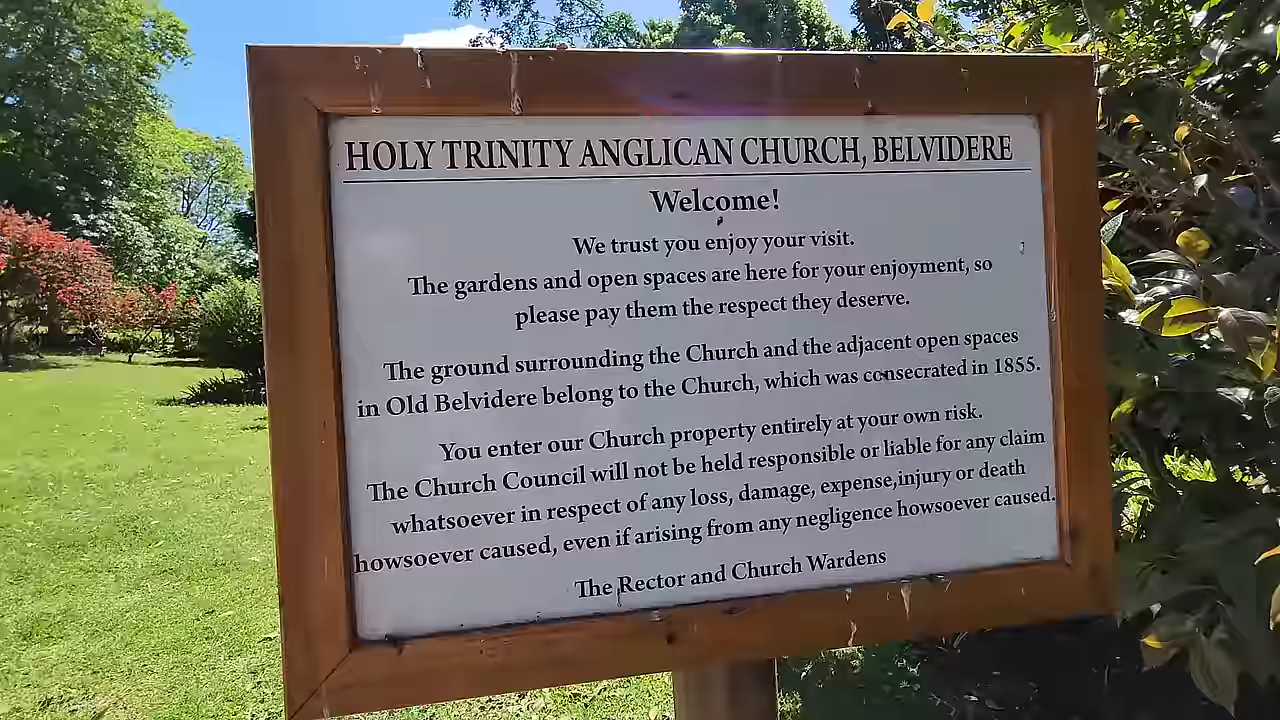 HOLY TRINITY ANGLICAN CHURCH, BELVIDERE
Welcome!
We trust you enjoy your visit.
The gardens and open spaces are here for your enjoyment, so
please pay them the respect they deserve.
The ground surrounding the Church and the adjacent open spaces
in Old Belvidere belong to the Church, which was consecrated in 1855.
You enter our Church property entirely at your own risk.
The Church Council will not be held responsible or liable for any claim
whatsoever in respect of any loss, damage, expense,injury or death
howsoever caused, even if arising from any negligence howsoever caused.
The Rector and Church Wardens